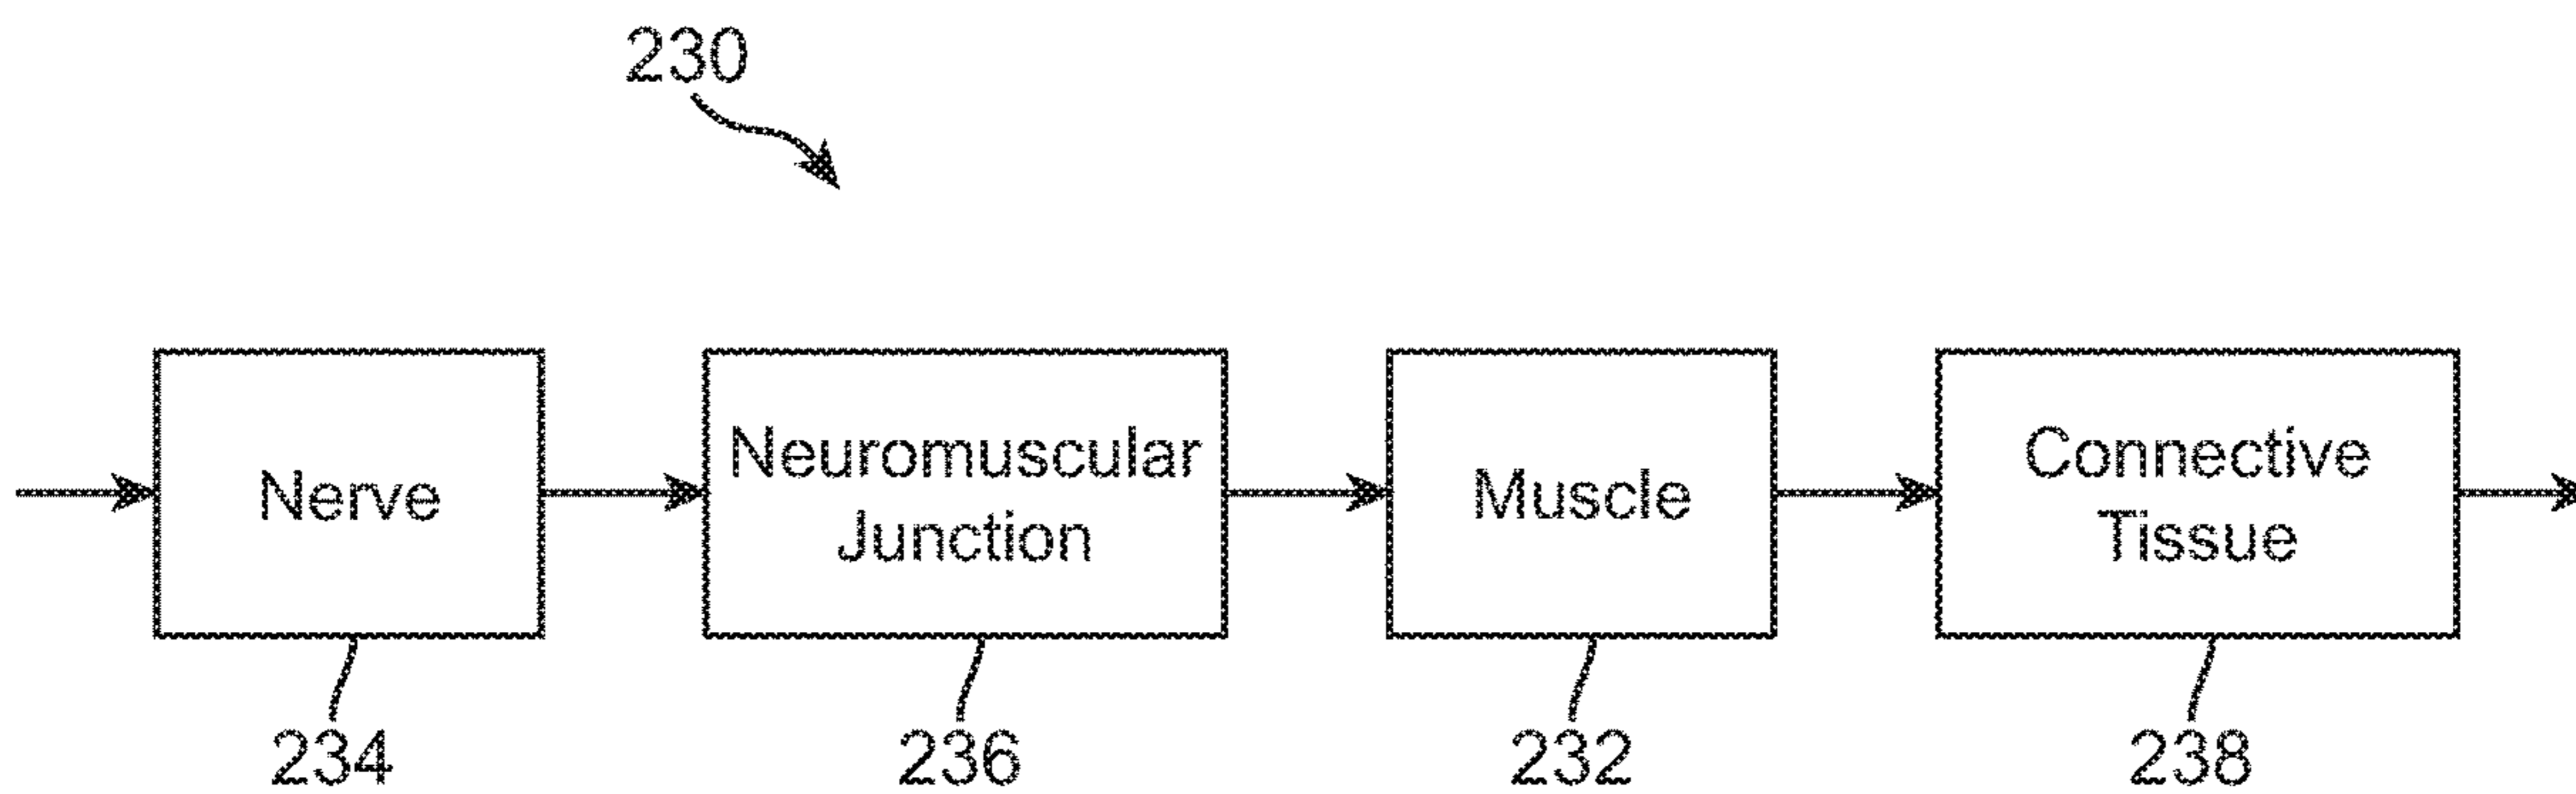 230
Nerve
Neuromuscular
Junction
Muscle
Connective
Tissue
234
236
232
238